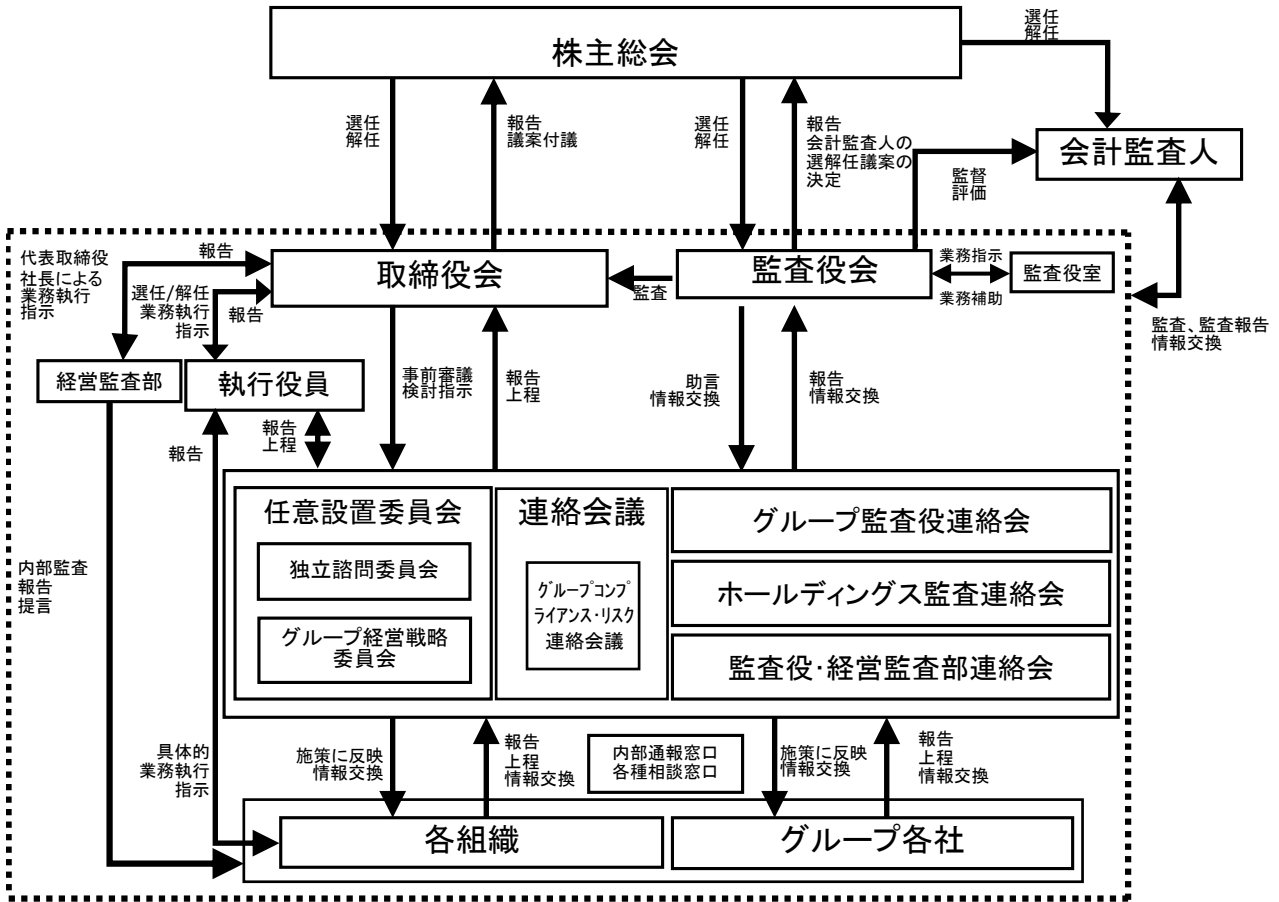 株主総会
選任
解任
選任
解任
報告
議案付議
選任
解任
報告
会計監査人の
選解任議案の
決定
監督
評価
会計監査人
代表取締役
社長による
業務執行
指示
報告
選任/解任
業務執行
指示
報告
取締役会
監査
監査役会
業務指示
業務補助
監査役室
監査、監査報告
情報交換
経営監査部
執行役員
事前審議
検討指示
報告
上程
助言
情報交換
報告
情報交換
報告
上程
報告
任意設置委員会
独立諮問委員会
グループ経営戦略
委員会
連絡会議
グループコンプ
ライアンス・リスク
連絡会議
グループ監査役連絡会
ホールディングス監査連絡会
監査役・経営監査部連絡会
内部監査
報告
提言
具体的
業務執行
指示
施策に反映
情報交換
報告
上程
情報交換
内部通報窓口
各種相談窓口
施策に反映
情報交換
報告
上程
情報交換
各組織
グループ各社